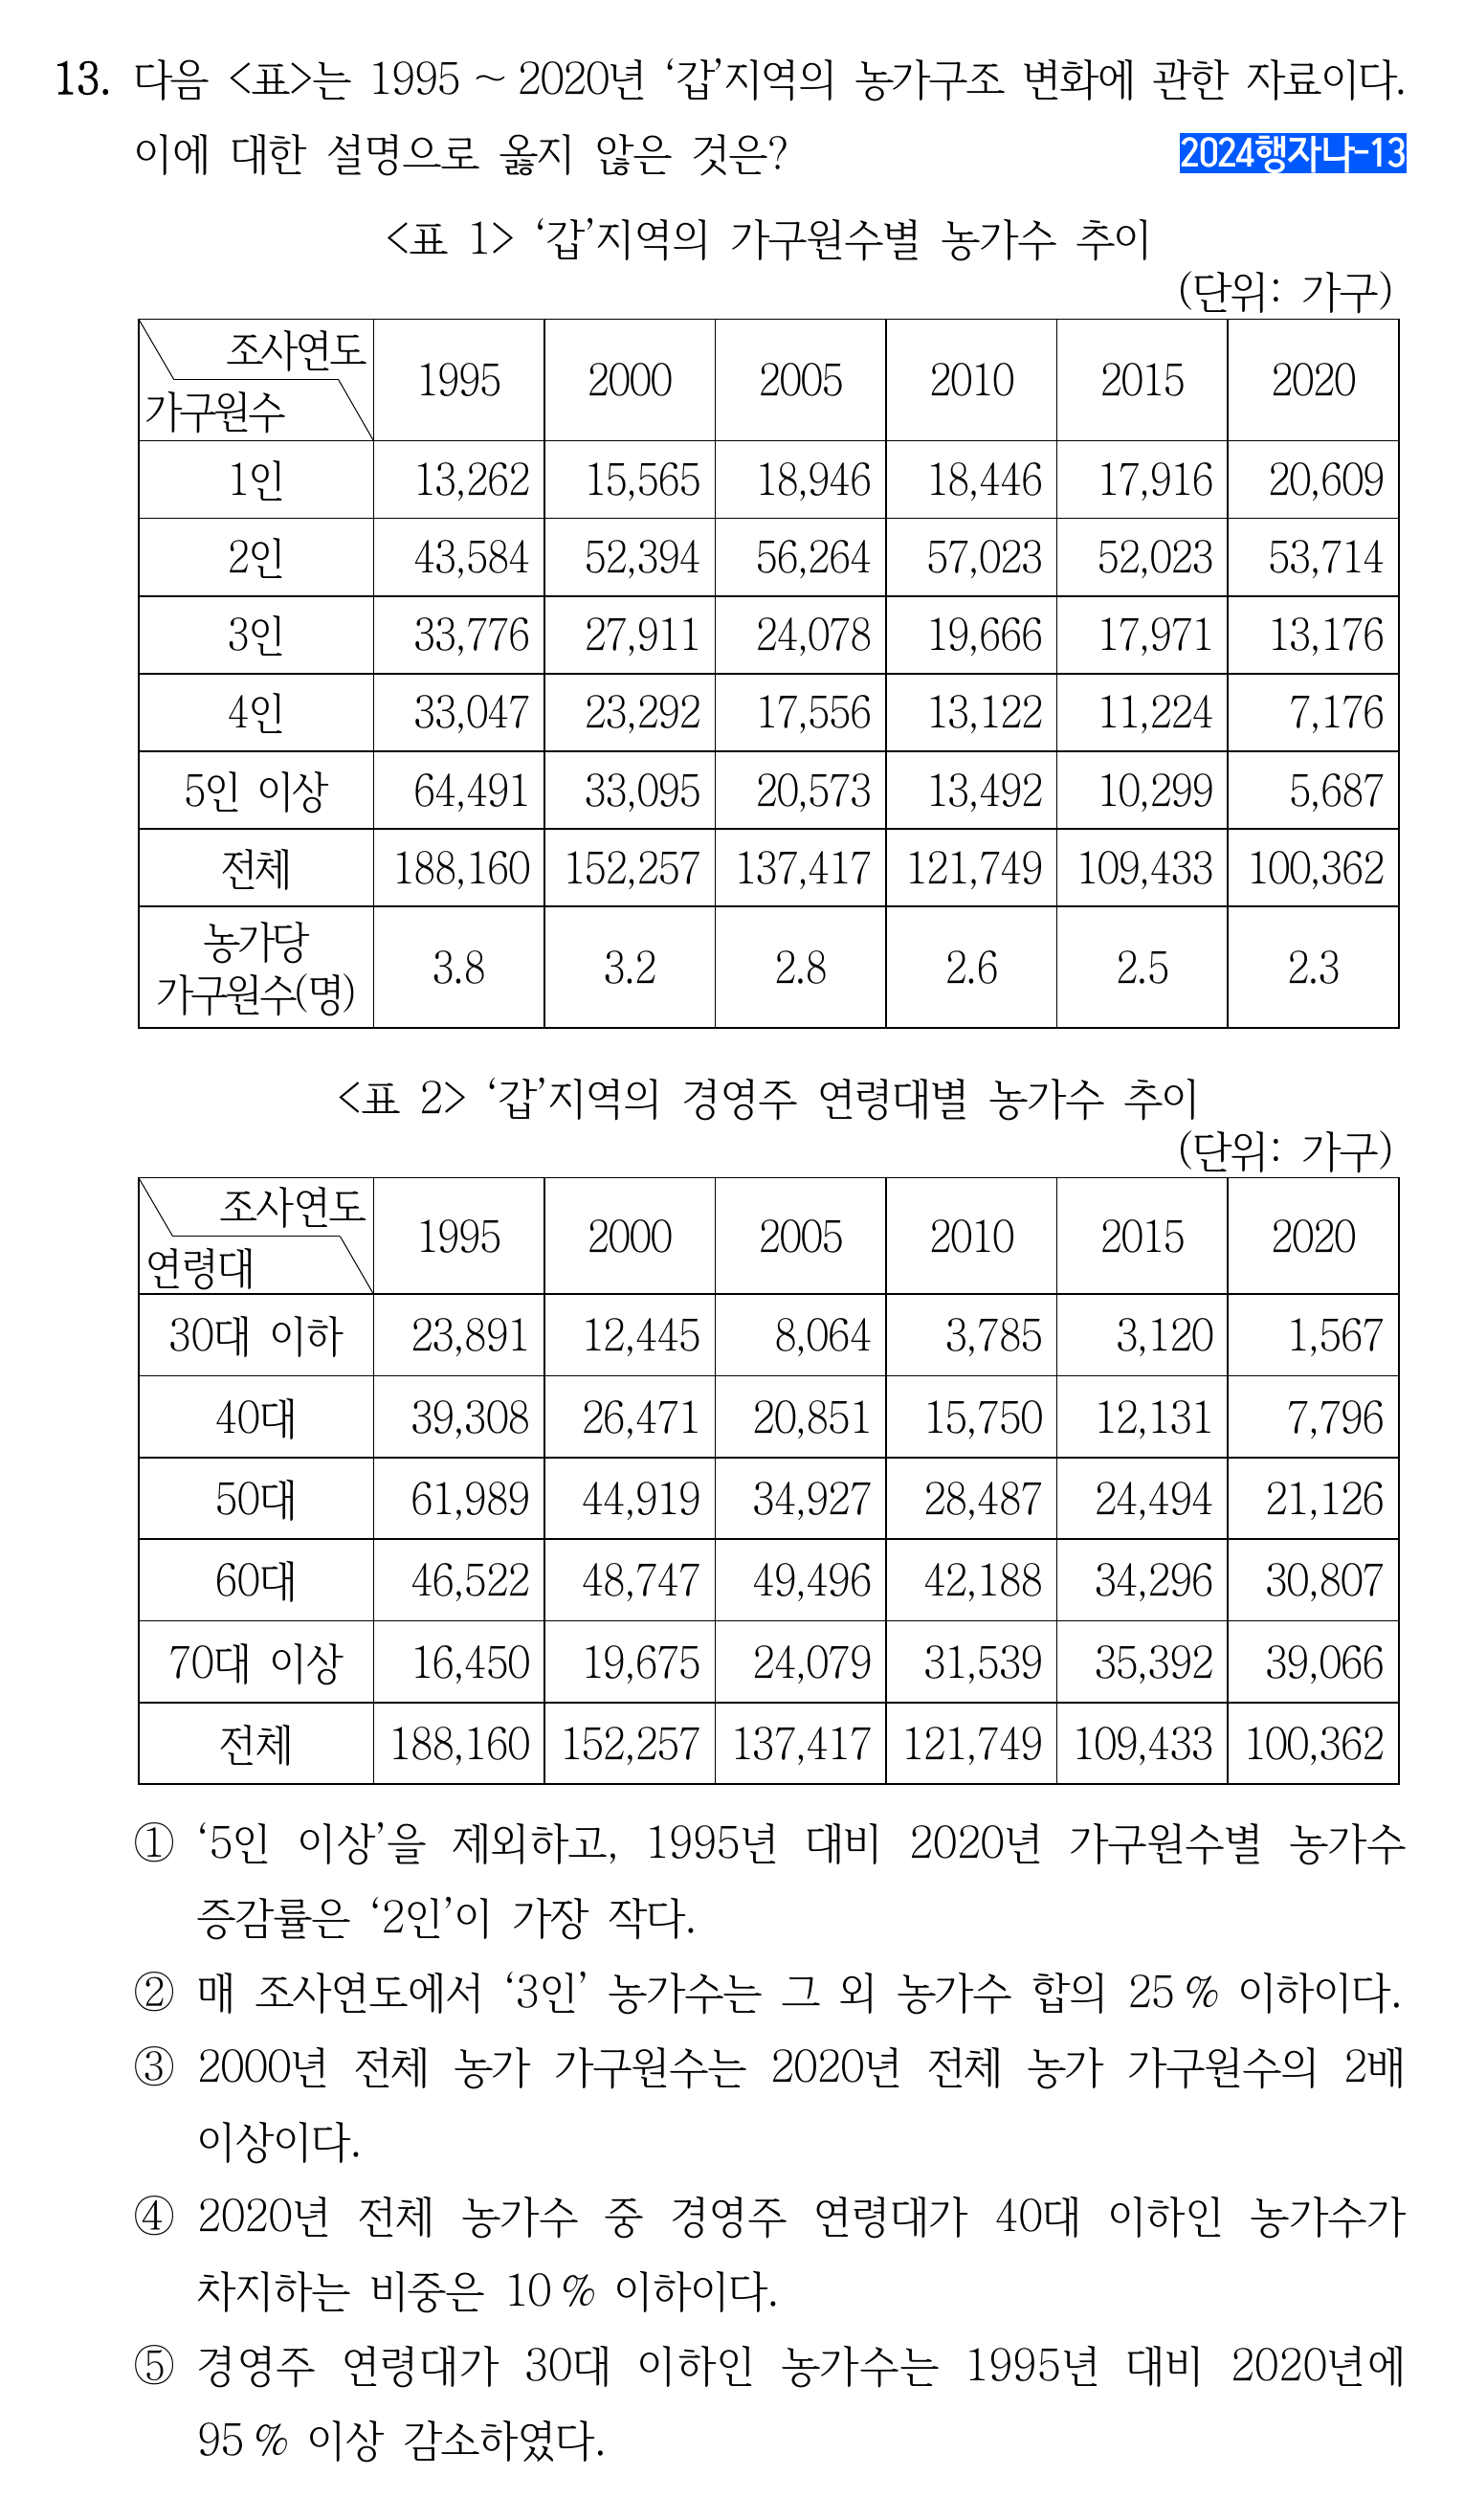 13. 다음 <표>는 1995 ~ 2020년 ‘갑’지역의 농가구조 변화에 관한 자료이다.
이에 대한 설명으로 옳지 않은 것은? 2024행자나-13
<표 1> ‘갑’지역의 가구원수별 농가수 추이
(단위: 가구)
조사연도 가구원수 1995 2000 2005 2010 2015 2020
1인 13,262 15,565 18,946 18,446 17,916 20,609
2인 43,584 52,394 56,264 57,023 52,023 53,714
3인 33,776 27,911 24,078 19,666 17,971 13,176
4인 33,047 23,292 17,556 13,122 11,224 7,176
5인 이상 64,491 33,095 20,573 13,492 10,299 5,687
전체 188,160 152,257 137,417 121,749 109,433 100,362
농가당 가구원수(명) 3.8 3.2 2.8 2.6 2.5 2.3
<표 2> ‘갑’지역의 경영주 연령대별 농가수 추이
(단위: 가구)
조사연도 연령대 1995 2000 2005 2010 2015 2020
30대 이하 23,891 12,445 8,064 3,785 3,120 1,567
40대 39,308 26,471 20,851 15,750 12,131 7,796
50대 61,989 44,919 34,927 28,487 24,494 21,126
60대 46,522 48,747 49,496 42,188 34,296 30,807
70대 이상 16,450 19,675 24,079 31,539 35,392 39,066
전체 188,160 152,257 137,417 121,749 109,433 100,362
① ‘5인 이상’을 제외하고, 1995년 대비 2020년 가구원수별 농가수
증감률은 ‘2인’이 가장 작다.
② 매 조사연도에서 ‘3인’ 농가수는 그 외 농가수 합의 25 % 이하이다.
③ 2000년 전체 농가 가구원수는 2020년 전체 농가 가구원수의 2배
이상이다.
④ 2020년 전체 농가수 중 경영주 연령대가 40대 이하인 농가수가
차지하는 비중은 10 % 이하이다.
⑤ 경영주 연령대가 30대 이하인 농가수는 1995년 대비 2020년에
95 % 이상 감소하였다.